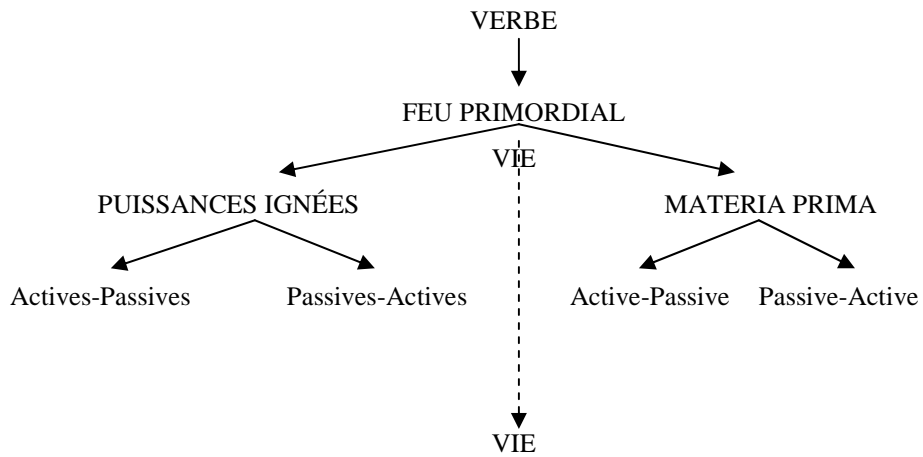 VERBE
FEU PRIMORDIAL
VIE
PUISSANCES IGNÉES MATERIA PRIMA
Actives-Passives Passives-Actives Active-Passive Passive-Active
VIE